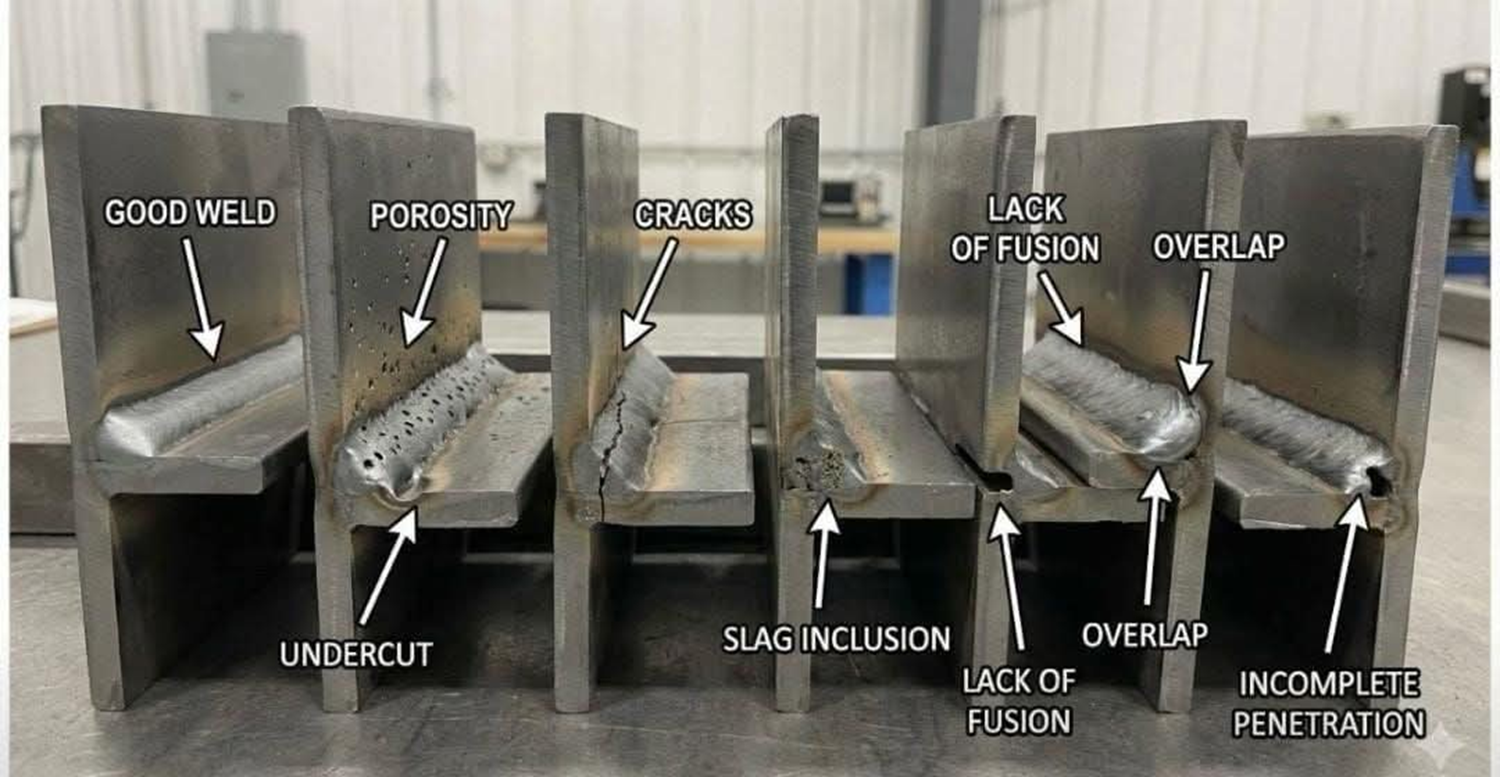 GOOD WELD
POROSITY
CRACKS
LACK
OF FUSION
OVERLAP
UNDERCUT
SLAG INCLUSION
LACK OF
FUSION
OVERLAP
INCOMPLETE
PENETRATION